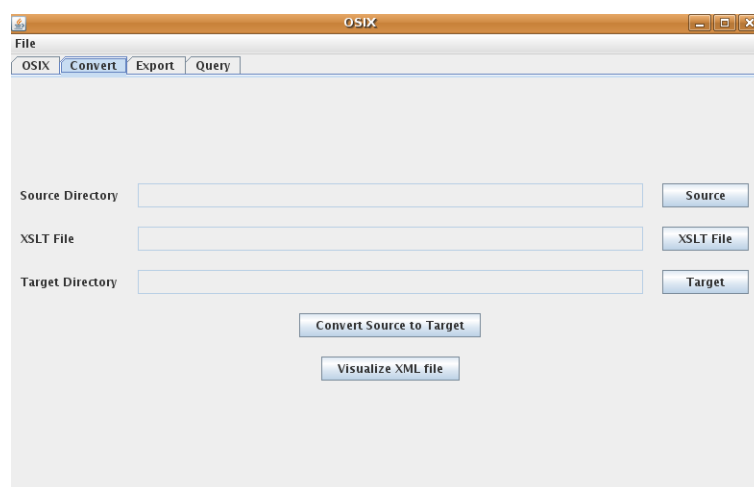 OSIX
File
OSIX Convert Export Query
Source Directory Source
XSLT File XSLT File
Target Directory Target
Convert Source to Target
Visualize XML file